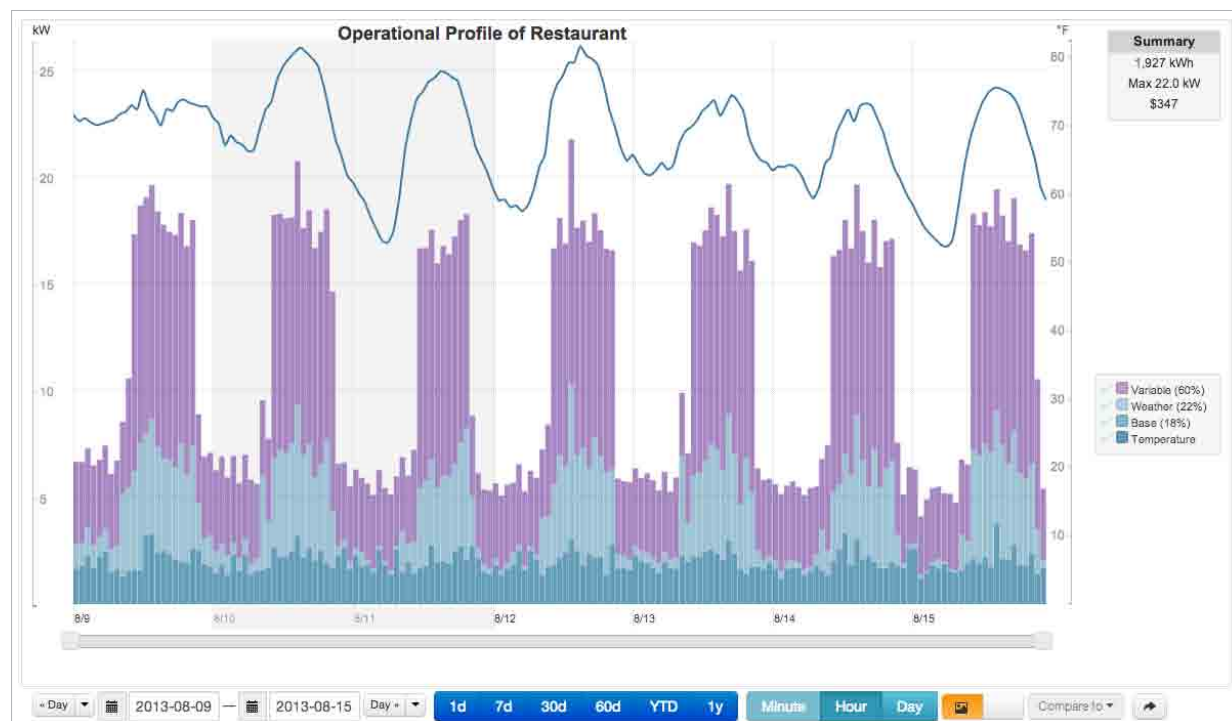 Operational Profile of Restaurant
kW
°F
25
20
15
10
5
80
70
60
50
40
30
20
10
8/9
8/10
8/11
8/12
8/13
8/14
8/15
Summary
1,927 kWh
Max 22.0 kW
$347
Variable (60%)
Weather (22%)
Base (18%)
Temperature
« Day 2013-08-09 — 2013-08-15 Day » 1d 7d 30d 60d YTD 1y Minute Hour Day Compare to